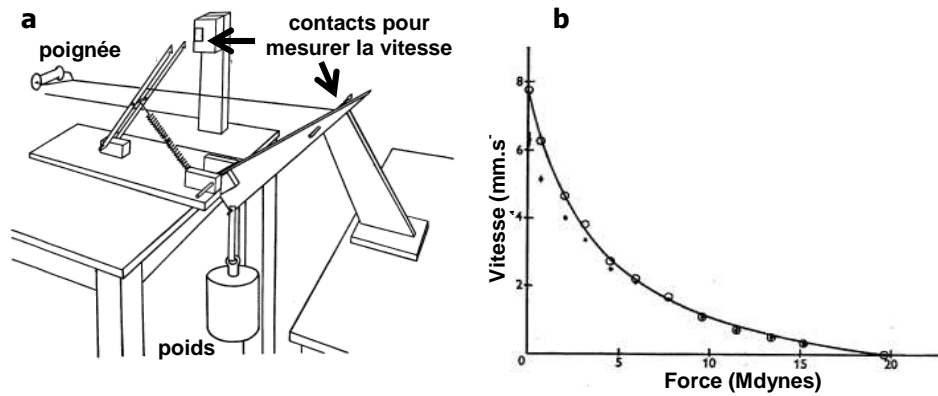 a
contacts pour
mesurer la vitesse
poignée
poids
b
8
6
4
2
0
5
10
15
20
Vitesse (mm.s-
Force (Mdynes)